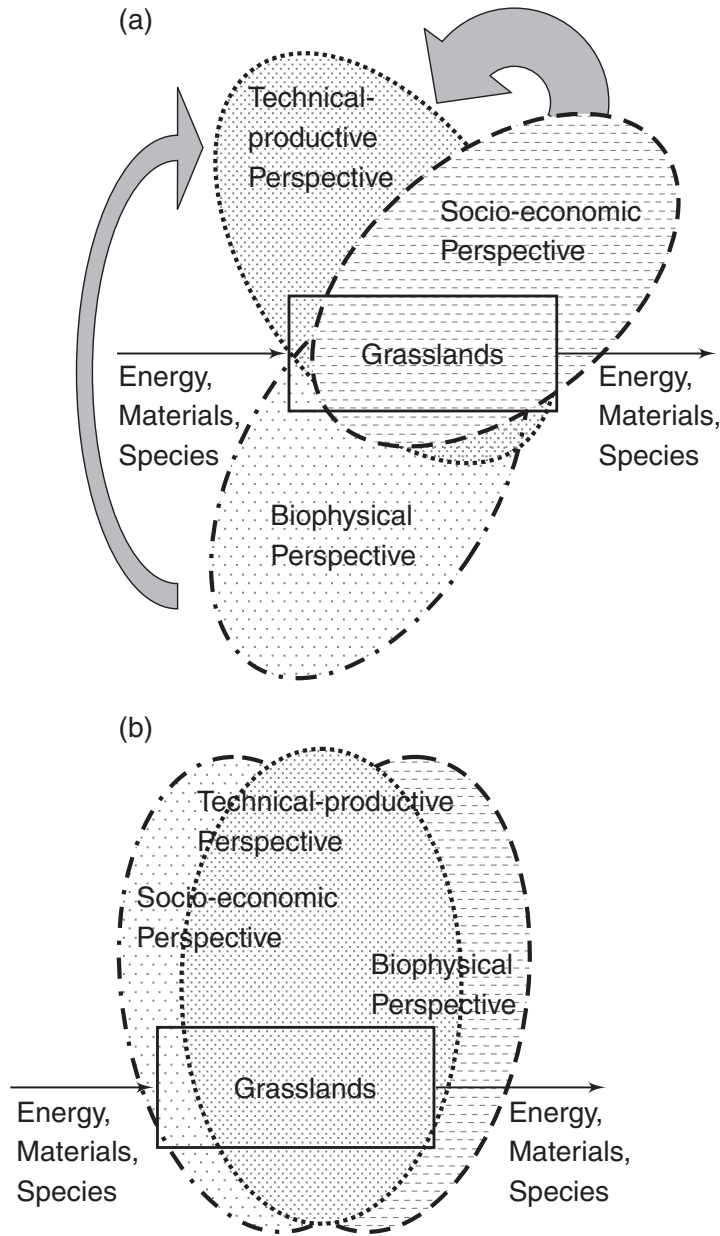 (a)
Technical-
productive
Perspective
Socio-economic
Perspective
Grasslands
Energy,
Materials,
Species
Energy,
Materials,
Species
Biophysical
Perspective
(b)
Technical-productive
Perspective
Socio-economic
Perspective
Biophysical
Perspective
Grasslands
Energy,
Materials,
Species
Energy,
Materials,
Species